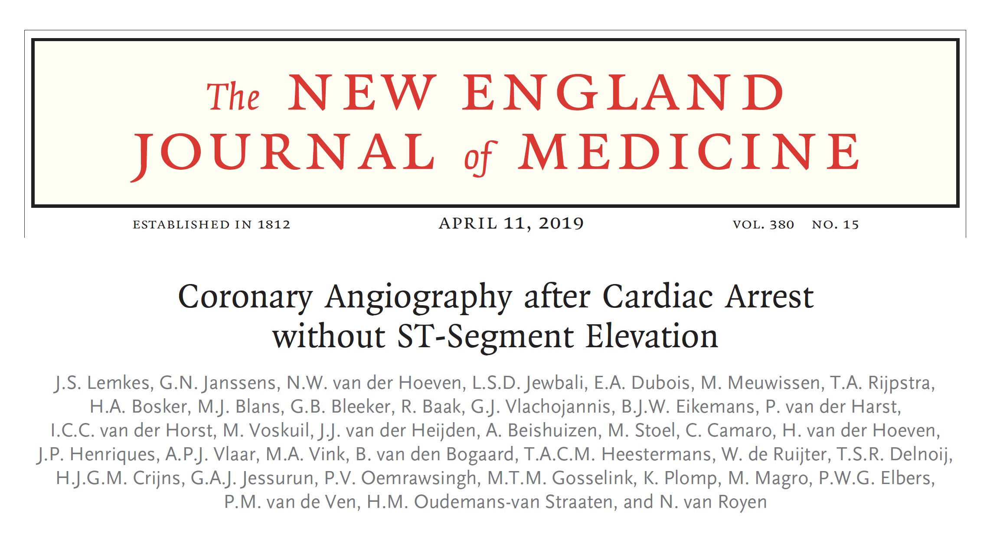 The NEW ENGLAND
JOURNAL of MEDICINE
ESTABLISHED IN 1812 APRIL 11, 2019 VOL. 380 NO. 15
Coronary Angiography after Cardiac Arrest
without ST-Segment Elevation
J.S. Lemkes, G.N. Janssens, N.W. van der Hoeven, L.S.D. Jewbali, E.A. Dubois, M. Meuwissen, T.A. Rijpstra,
H.A. Bosker, M.J. Blans, G.B. Bleeker, R. Baak, G.J. Vlachojannis, B.J.W. Eikemans, P. van der Harst,
I.C.C. van der Horst, M. Voskuil, J.J. van der Heijden, A. Beishuizen, M. Stoel, C. Camaro, H. van der Hoeven,
J.P. Henriques, A.P.J. Vlaar, M.A. Vink, B. van den Bogaard, T.A.C.M. Heestermans, W. de Ruijter, T.S.R. Delnoij,
H.J.G.M. Crijns, G.A.J. Jessurun, P.V. Oemrawsingh, M.T.M. Gosselink, K. Plomp, M. Magro, P.W.G. Elbers,
P.M. van de Ven, H.M. Oudemans-van Straaten, and N. van Royen